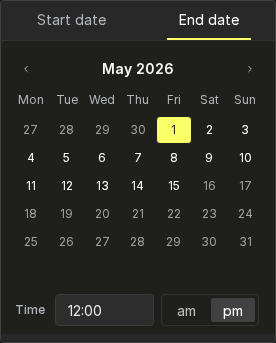 Start date End date
‹ May 2026 ›
Mon Tue Wed Thu Fri Sat Sun
27 28 29 30 1 2 3
4 5 6 7 8 9 10
11 12 13 14 15 16 17
18 19 20 21 22 23 24
25 26 27 28 29 30 31
Time 12:00 am pm